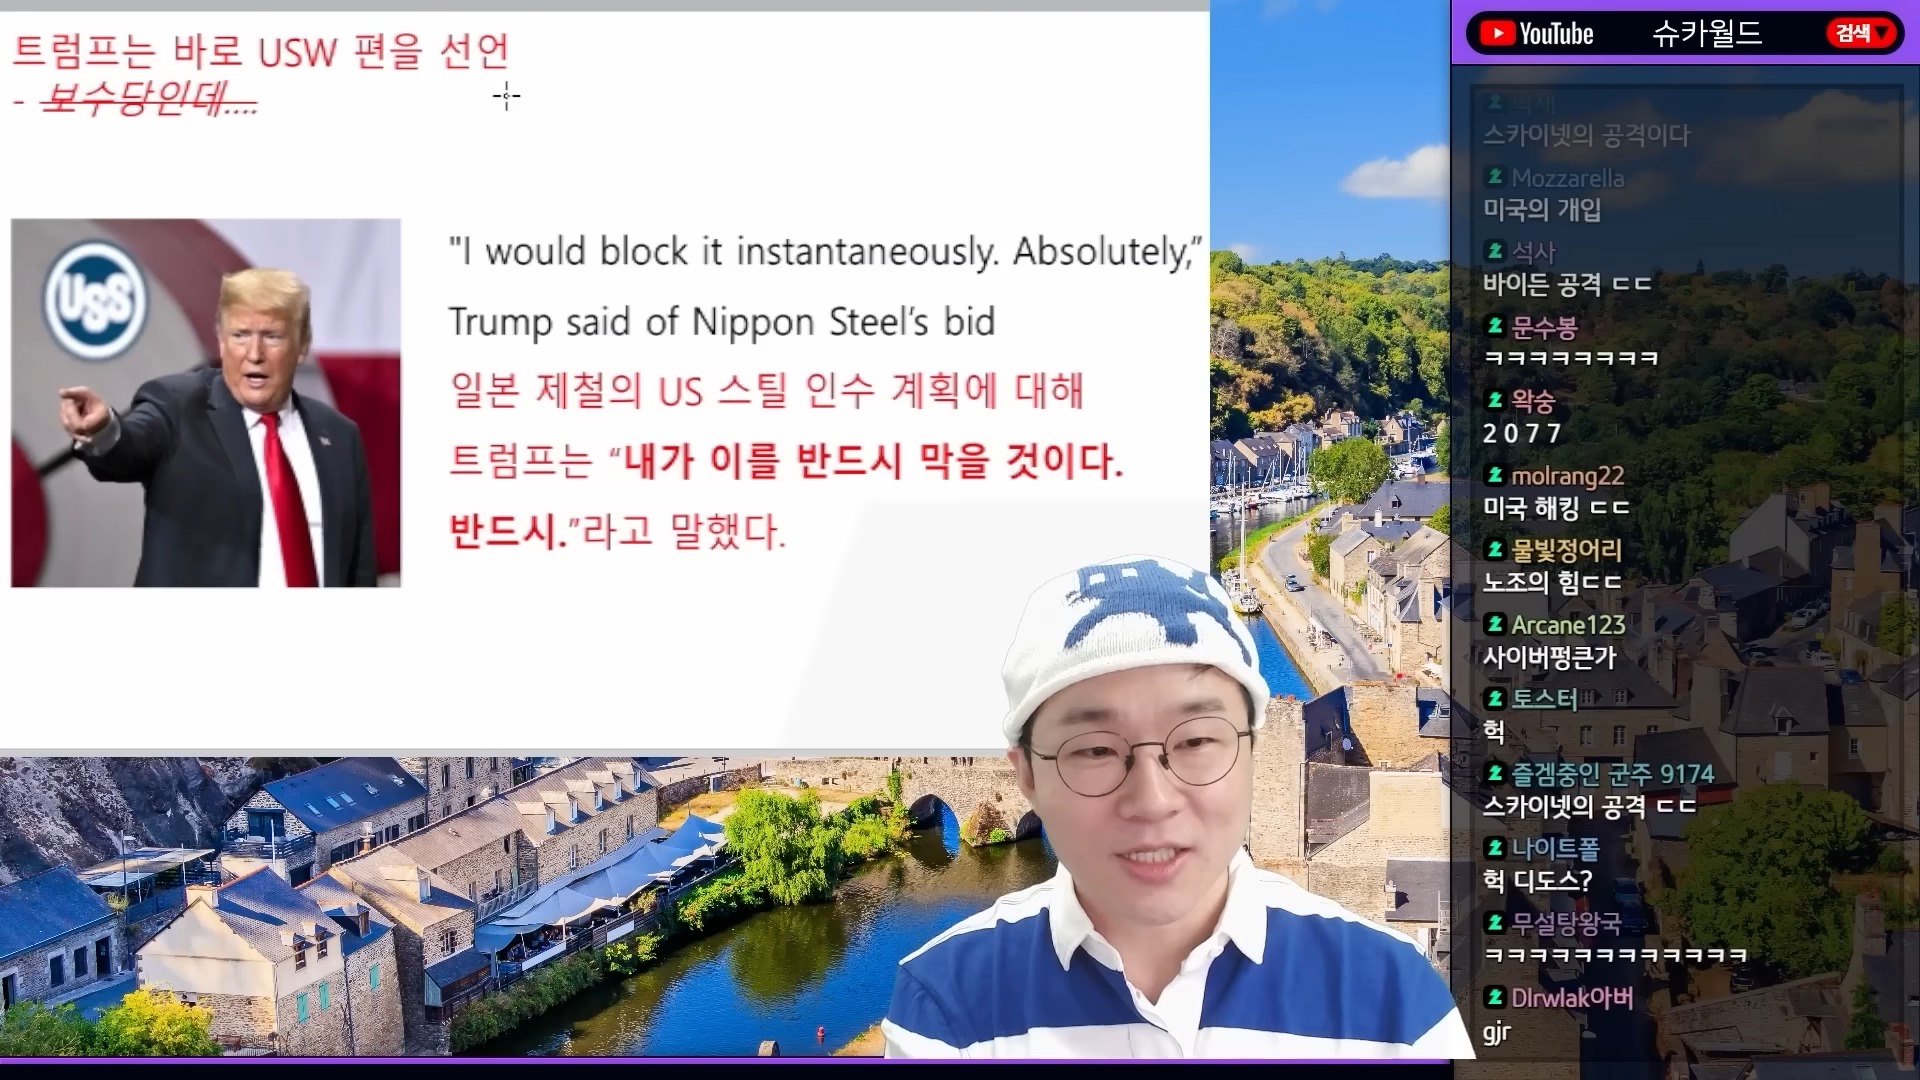 트럼프는 바로 USW 편을 선언
- 보수당인데....
USS
"I would block it instantaneously. Absolutely,”
Trump said of Nippon Steel’s bid
일본 제철의 US 스틸 인수 계획에 대해
트럼프는 “내가 이를 반드시 막을 것이다.
반드시.”라고 말했다.
YouTube 슈카월드 검색
스카이넷의 공격이다
Mozzarella
미국의 개입
석사
바이든 공격 ㄷㄷ
문수봉
ㅋㅋㅋㅋㅋㅋㅋㅋ
왁숭
2 0 7 7
molrang22
미국 해킹 ㄷㄷ
물빛정어리
노조의 힘ㄷㄷ
Arcane123
사이버펑큰가
토스터
헉
즐겜중인 군주 9174
스카이넷의 공격 ㄷㄷ
나이트폴
헉 디도스?
무설탕왕국
ㅋㅋㅋㅋㅋㅋㅋㅋㅋㅋㅋㅋ
Dlrwlak아버
gjr